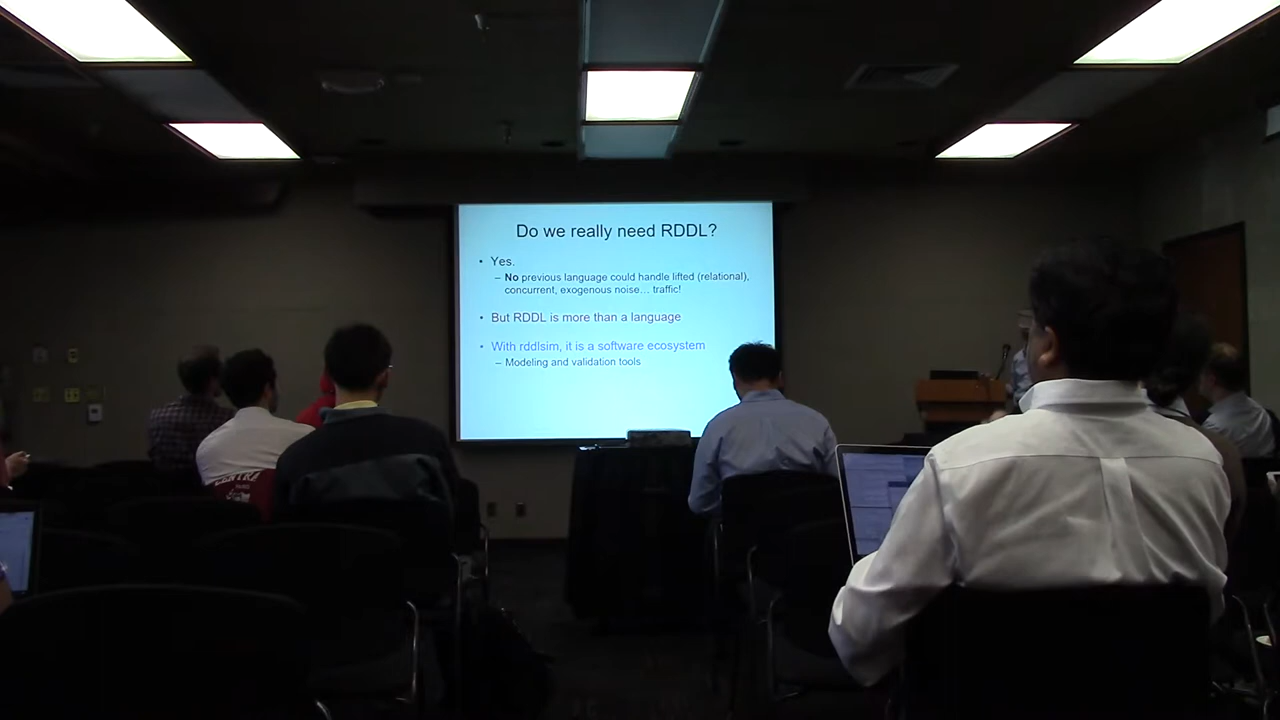 Do we really need RDDL?
• Yes.
– No previous language could handle lifted (relational),
concurrent, exogenous noise... traffic!
• But RDDL is more than a language
• With rddlsim, it is a software ecosystem
– Modeling and validation tools